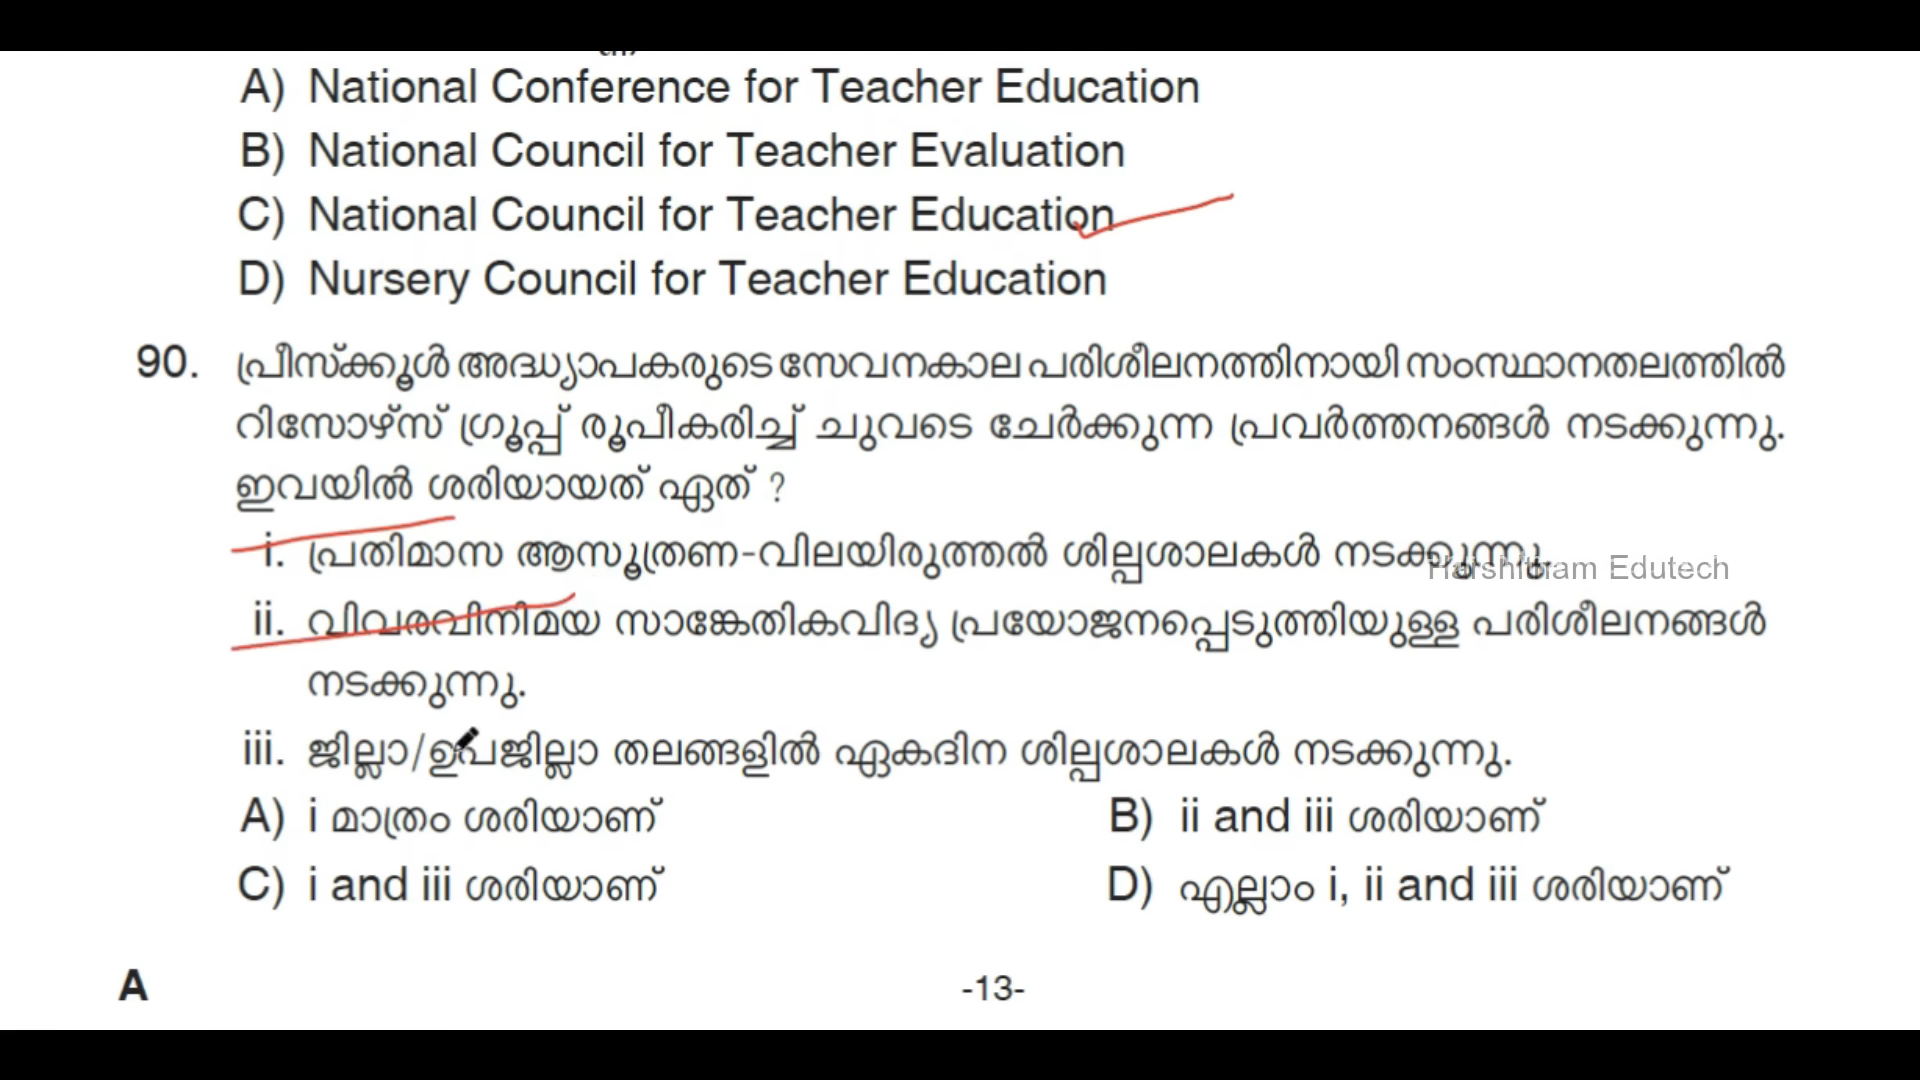 A) National Conference for Teacher Education
B) National Council for Teacher Evaluation
C) National Council for Teacher Education
D) Nursery Council for Teacher Education
90. പ്രീസ്ക്കൂൾ അദ്ധ്യാപകരുടെ സേവനകാല പരിശീലനത്തിനായി സംസ്ഥാനതലത്തിൽ
റിസോഴ്സ് ഗ്രൂപ്പ് രൂപീകരിച്ച് ചുവടെ ചേർക്കുന്ന പ്രവർത്തനങ്ങൾ നടക്കുന്നു.
ഇവയിൽ ശരിയായത് ഏത് ?
i. പ്രതിമാസ ആസൂത്രണ-വിലയിരുത്തൽ ശില്പശാലകൾ നടക്കുന്നു.
Harshitham Edutech
ii. വിവരവിനിമയ സാങ്കേതികവിദ്യ പ്രയോജനപ്പെടുത്തിയുള്ള പരിശീലനങ്ങൾ
നടക്കുന്നു.
iii. ജില്ലാ/ഉപജില്ലാ തലങ്ങളിൽ ഏകദിന ശില്പശാലകൾ നടക്കുന്നു.
A) i മാത്രം ശരിയാണ് B) ii and iii ശരിയാണ്
C) i and iii ശരിയാണ് D) എല്ലാം i, ii and iii ശരിയാണ്
A -13-